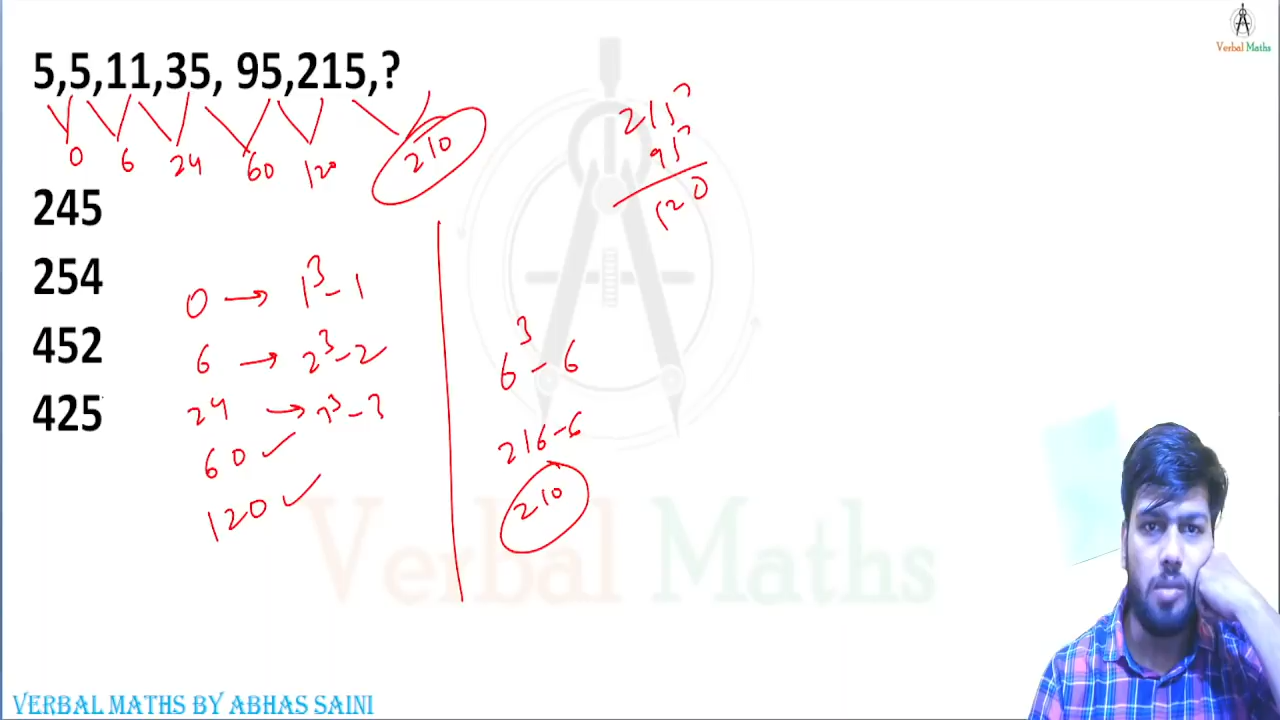 Verbal Maths
5,5,11,35, 95,215,?
0 6 24 60 120 210
215
95
120
245
254
452
425
0 → 1³-1
6 → 2³-2
24 → 3³-3
60 ✓
120 ✓
6³-6
216-6
210
Verbal Maths
VERBAL MATHS BY ABHAS SAINI